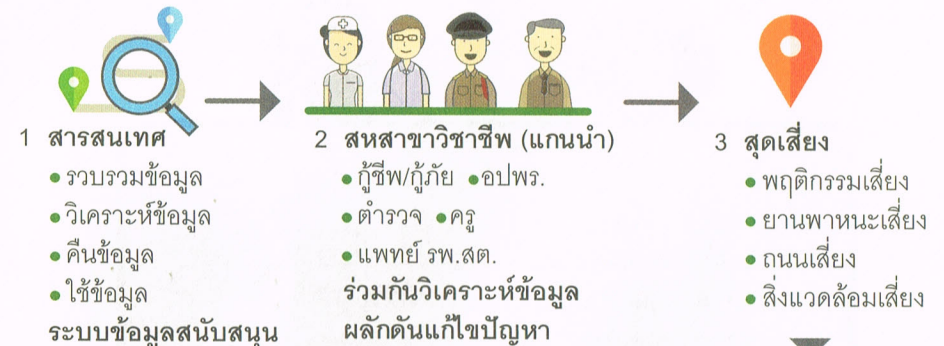 1 สารสนเทศ
• รวบรวมข้อมูล
• วิเคราะห์ข้อมูล
• คืนข้อมูล
• ใช้ข้อมูล
ระบบข้อมูลสนับสนุน
2 สหสาขาวิชาชีพ (แกนนำ)
• กู้ชีพ/กู้ภัย • อปพร.
• ตำรวจ • ครู
• แพทย์ รพ.สต.
ร่วมกันวิเคราะห์ข้อมูล
ผลักดันแก้ไขปัญหา
3 สุดเสี่ยง
• พฤติกรรมเสี่ยง
• ยานพาหนะเสี่ยง
• ถนนเสี่ยง
• สิ่งแวดล้อมเสี่ยง